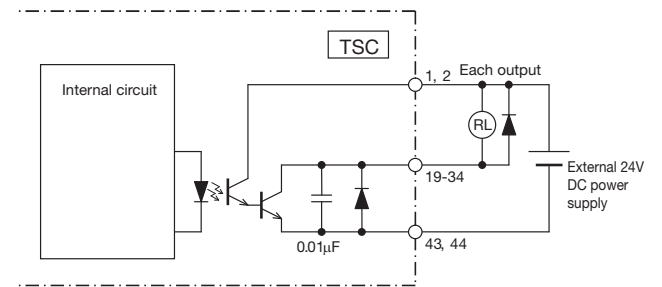 TSC
1, 2
Each output
Internal circuit
RL
19-34
External 24V
DC power
supply
0.01μF
43, 44